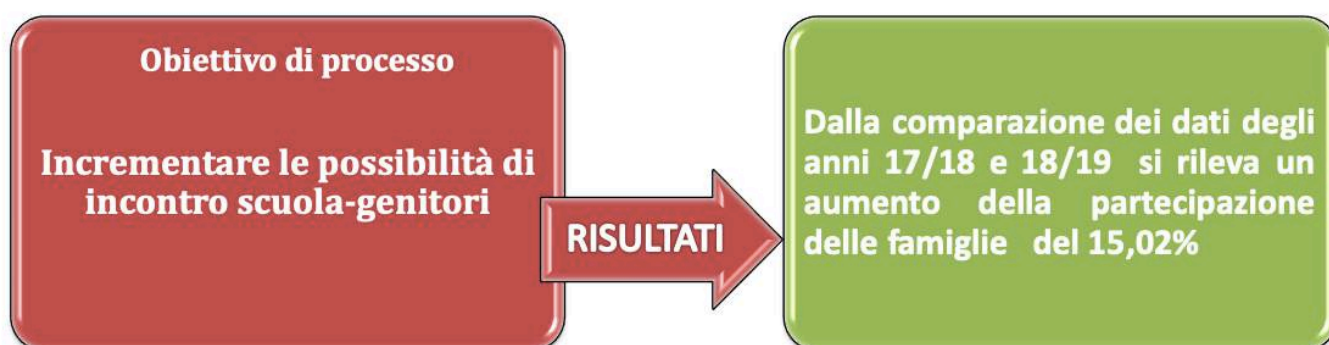 Obiettivo di processo
Incrementare le possibilità di
incontro scuola-genitori
RISULTATI
Dalla comparazione dei dati degli
anni 17/18 e 18/19 si rileva un
aumento della partecipazione
delle famiglie del 15,02%